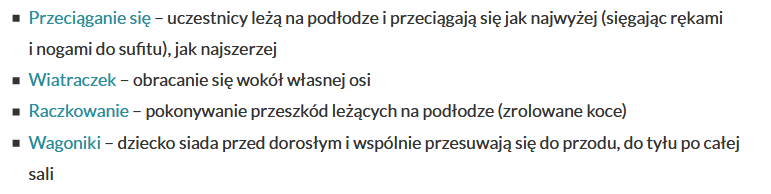 Przeciąganie się – uczestnicy leżą na podłodze i przeciągają się jak najwyżej (sięgając rękami
i nogami do sufitu), jak najszerzej
Wiatraczek – obracanie się wokół własnej osi
Raczkowanie – pokonywanie przeszkód leżących na podłodze (zrolowane koce)
Wagoniki – dziecko siada przed dorosłym i wspólnie przesuwają się do przodu, do tyłu po całej
sali